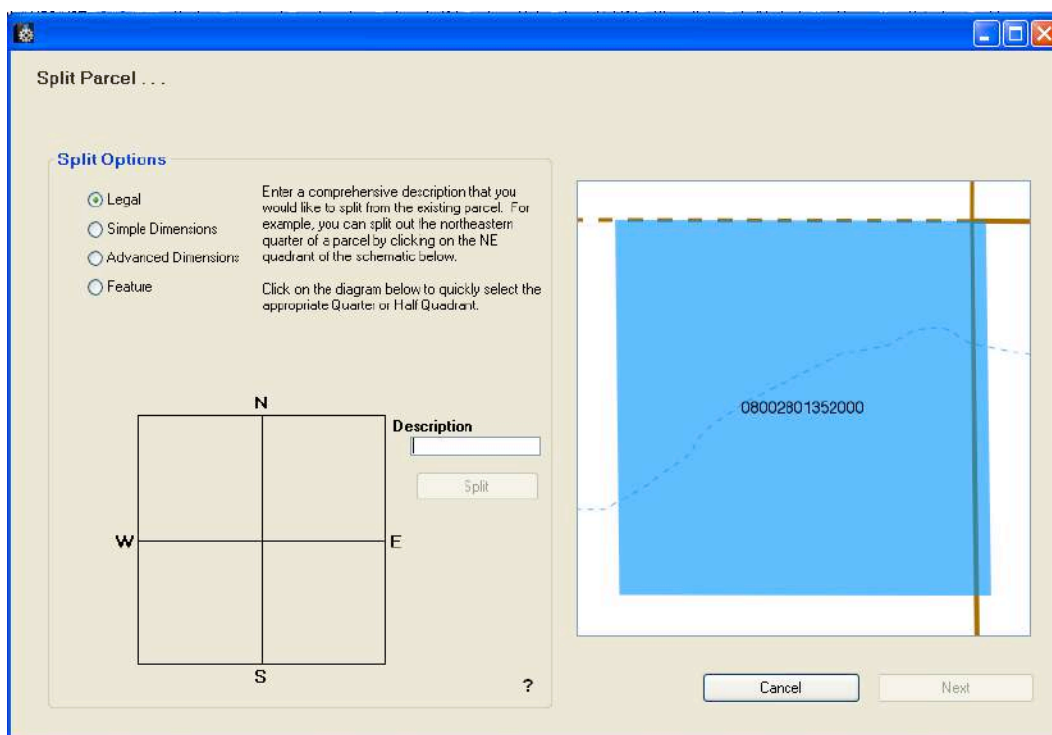 Split Parcel . . .
Split Options
Legal
Simple Dimensions
Advanced Dimensions
Feature
Enter a comprehensive description that you
would like to split from the existing parcel. For
example, you can split out the northeastern
quarter of a parcel by clicking on the NE
quadrant of the schematic below.
Click on the diagram below to quickly select the
appropriate Quarter or Half Quadrant.
N
W
E
S
Description
Split
?
08002801352000
Cancel
Next